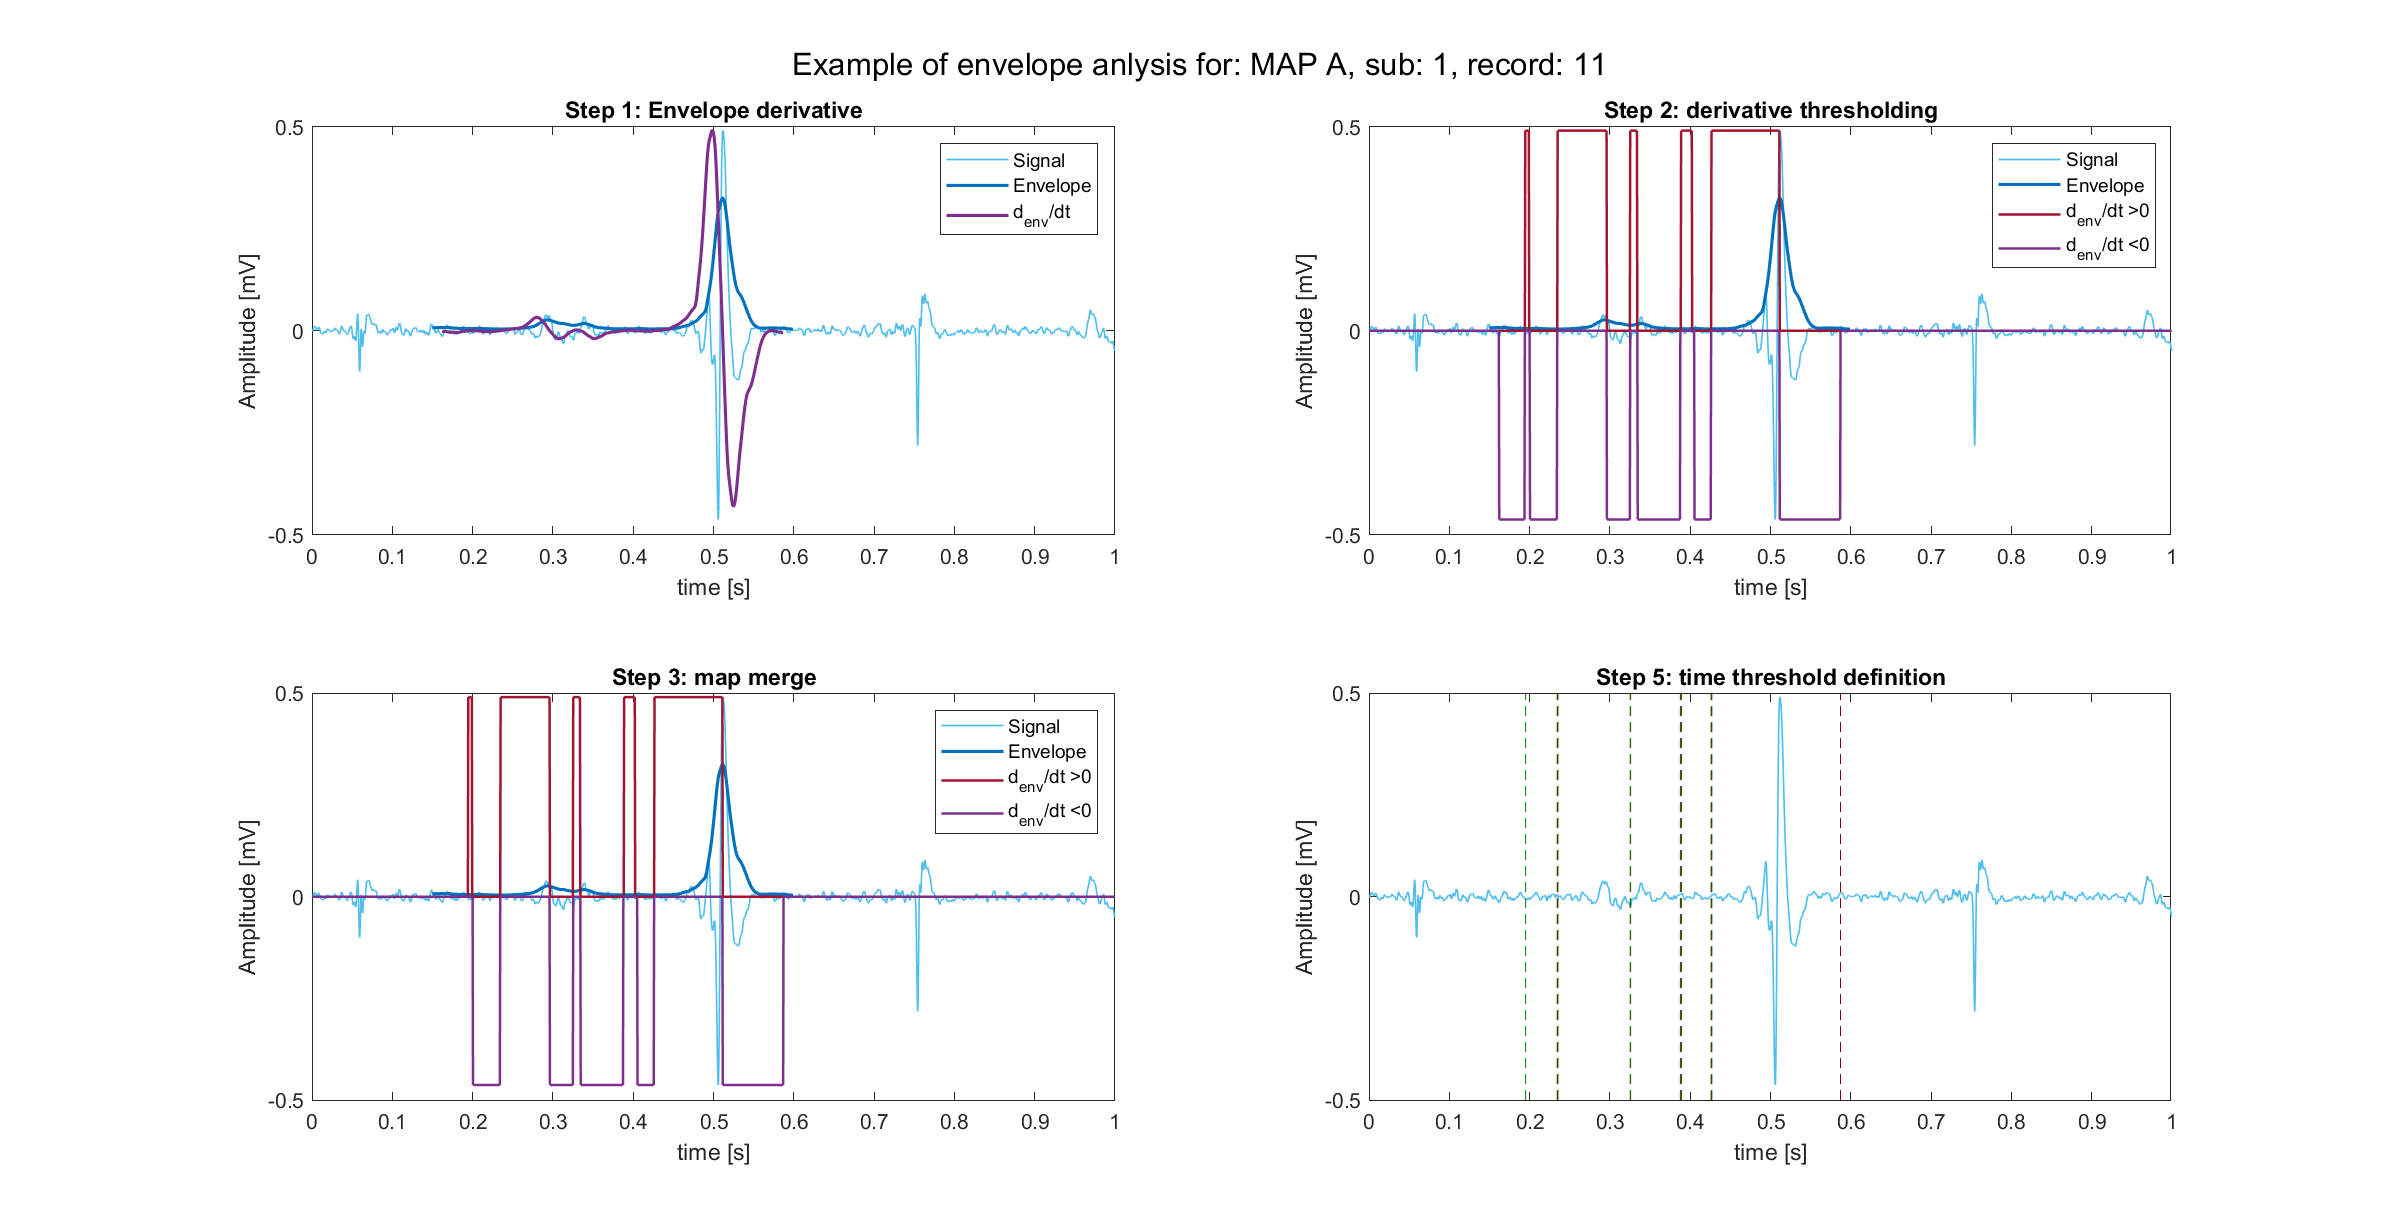 Example of envelope anlysis for: MAP A, sub: 1, record: 11
Step 1: Envelope derivative
0.5
0
-0.5
Amplitude [mV]
0 0.1 0.2 0.3 0.4 0.5 0.6 0.7 0.8 0.9 1
time [s]
Signal
Envelope
d_env/dt
Step 2: derivative thresholding
0.5
0
-0.5
Amplitude [mV]
0 0.1 0.2 0.3 0.4 0.5 0.6 0.7 0.8 0.9 1
time [s]
Signal
Envelope
d_env/dt >0
d_env/dt <0
Step 3: map merge
0.5
0
-0.5
Amplitude [mV]
0 0.1 0.2 0.3 0.4 0.5 0.6 0.7 0.8 0.9 1
time [s]
Signal
Envelope
d_env/dt >0
d_env/dt <0
Step 5: time threshold definition
0.5
0
-0.5
Amplitude [mV]
0 0.1 0.2 0.3 0.4 0.5 0.6 0.7 0.8 0.9 1
time [s]